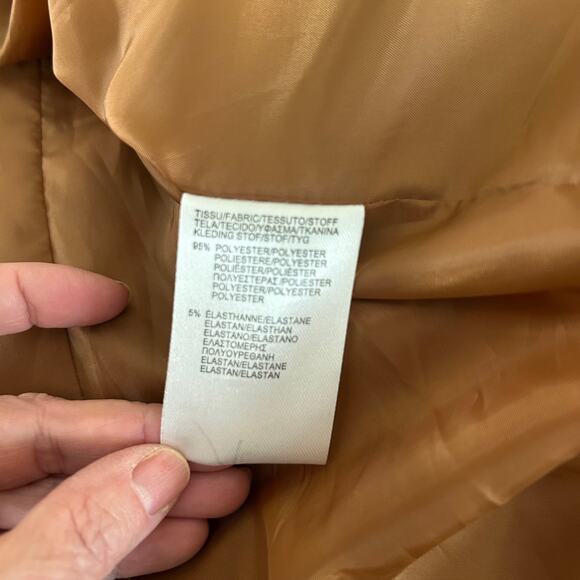 TISSU/FABRIC/TESSUTO/STOFF
TELA/TECIDO/ΥΦΑΣΜΑ/TKANINA
KLEDING STOF/STOF/TYG
95% POLYESTER/POLYESTER
POLIESTERE/POLYESTER
POLIÉSTER/POLIÉSTER
ΠΟΛΥΕΣΤΕΡΑΣ/POLIESTER
POLYESTER/POLYESTER
POLYESTER
5% ÉLASTHANNE/ELASTANE
ELASTAN/ELASTHAN
ELASTANO/ELASTANO
ΕΛΑΣΤΟΜΕΡΗΣ
ΠΟΛΥΟΥΡΕΘΑΝΗ
ELASTAN/ELASTANE
ELASTAN/ELASTAN